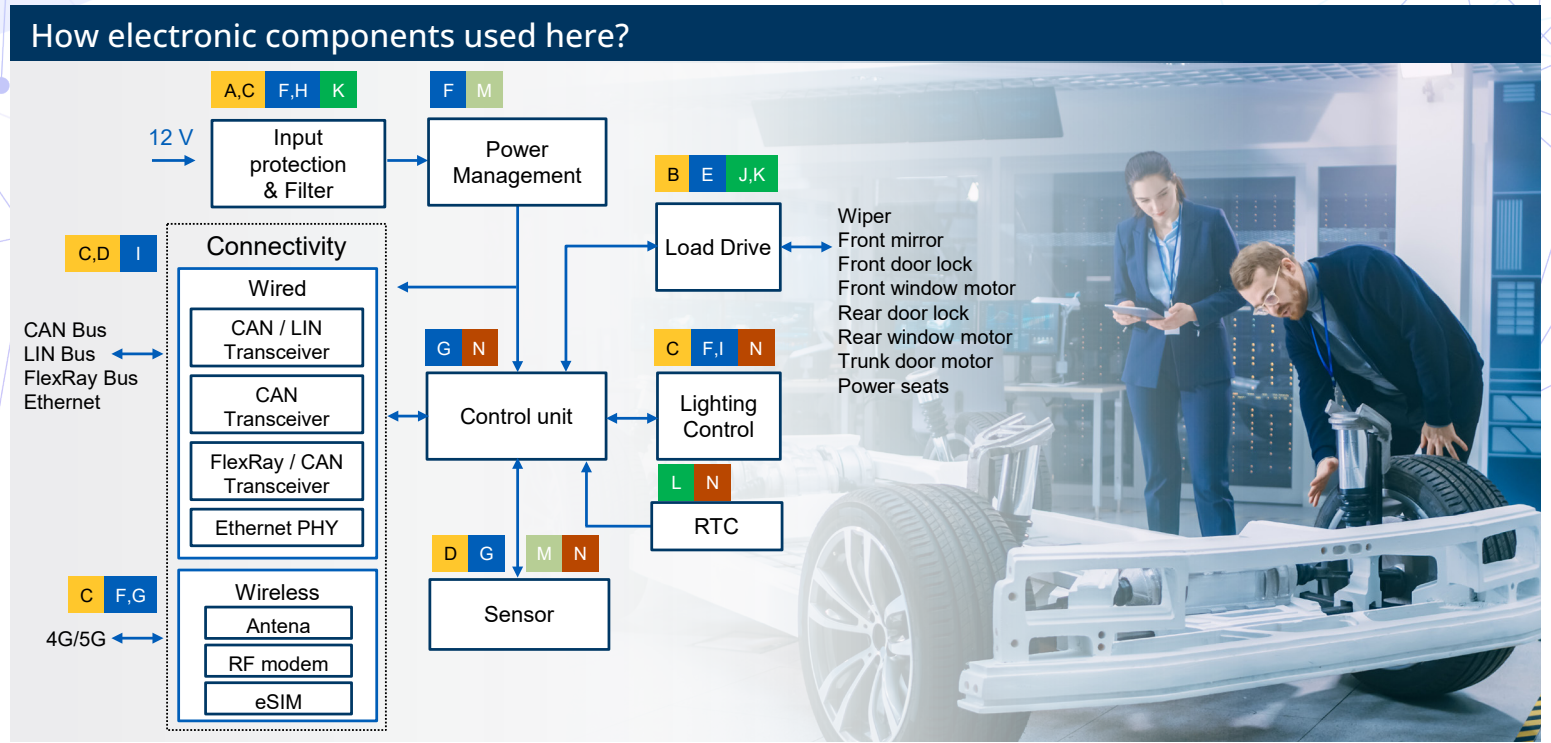 How electronic components used here?
A,C F,H K
F M
12 V
Input
protection
& Filter
Power
Management
B E J,K
Load Drive
Wiper
Front mirror
Front door lock
Front window motor
Rear door lock
Rear window motor
Trunk door motor
Power seats
C,D I
Connectivity
Wired
CAN / LIN
Transceiver
CAN
Transceiver
FlexRay / CAN
Transceiver
Ethernet PHY
CAN Bus
LIN Bus
FlexRay Bus
Ethernet
G N
Control unit
C F,I N
Lighting
Control
L N
RTC
D G M N
Sensor
C F,G
4G/5G
Wireless
Antena
RF modem
eSIM